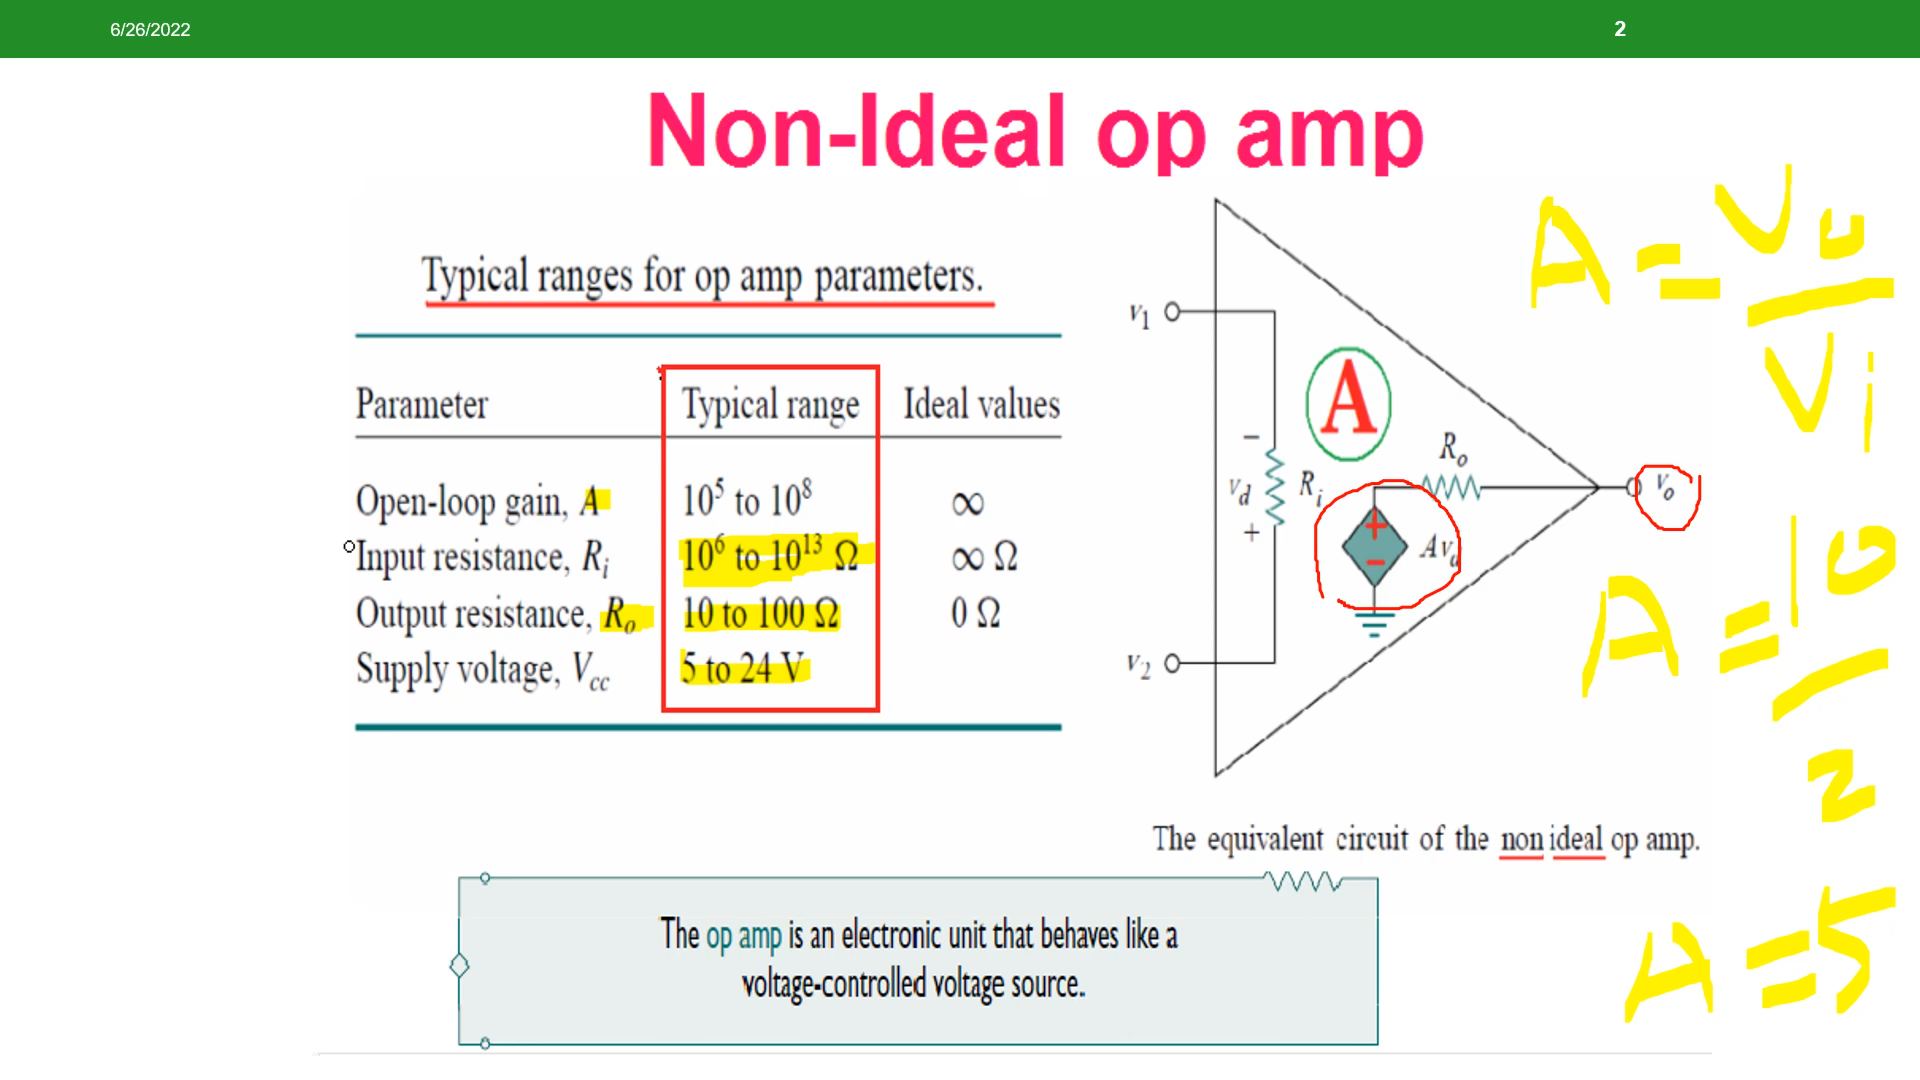 6/26/2022
2
Non-Ideal op amp
Typical ranges for op amp parameters.
Parameter Typical range Ideal values
Open-loop gain, A 10⁵ to 10⁸ ∞
Input resistance, Rᵢ 10⁶ to 10¹³ Ω ∞ Ω
Output resistance, Rₒ 10 to 100 Ω 0 Ω
Supply voltage, V_cc 5 to 24 V
v₁
A
−
v_d
+
Rᵢ
Rₒ
+
−
Av_d
vₒ
v₂
The equivalent circuit of the non ideal op amp.
The op amp is an electronic unit that behaves like a
voltage-controlled voltage source.
A = Vo / Vi
A = 10 / 2
A = 5